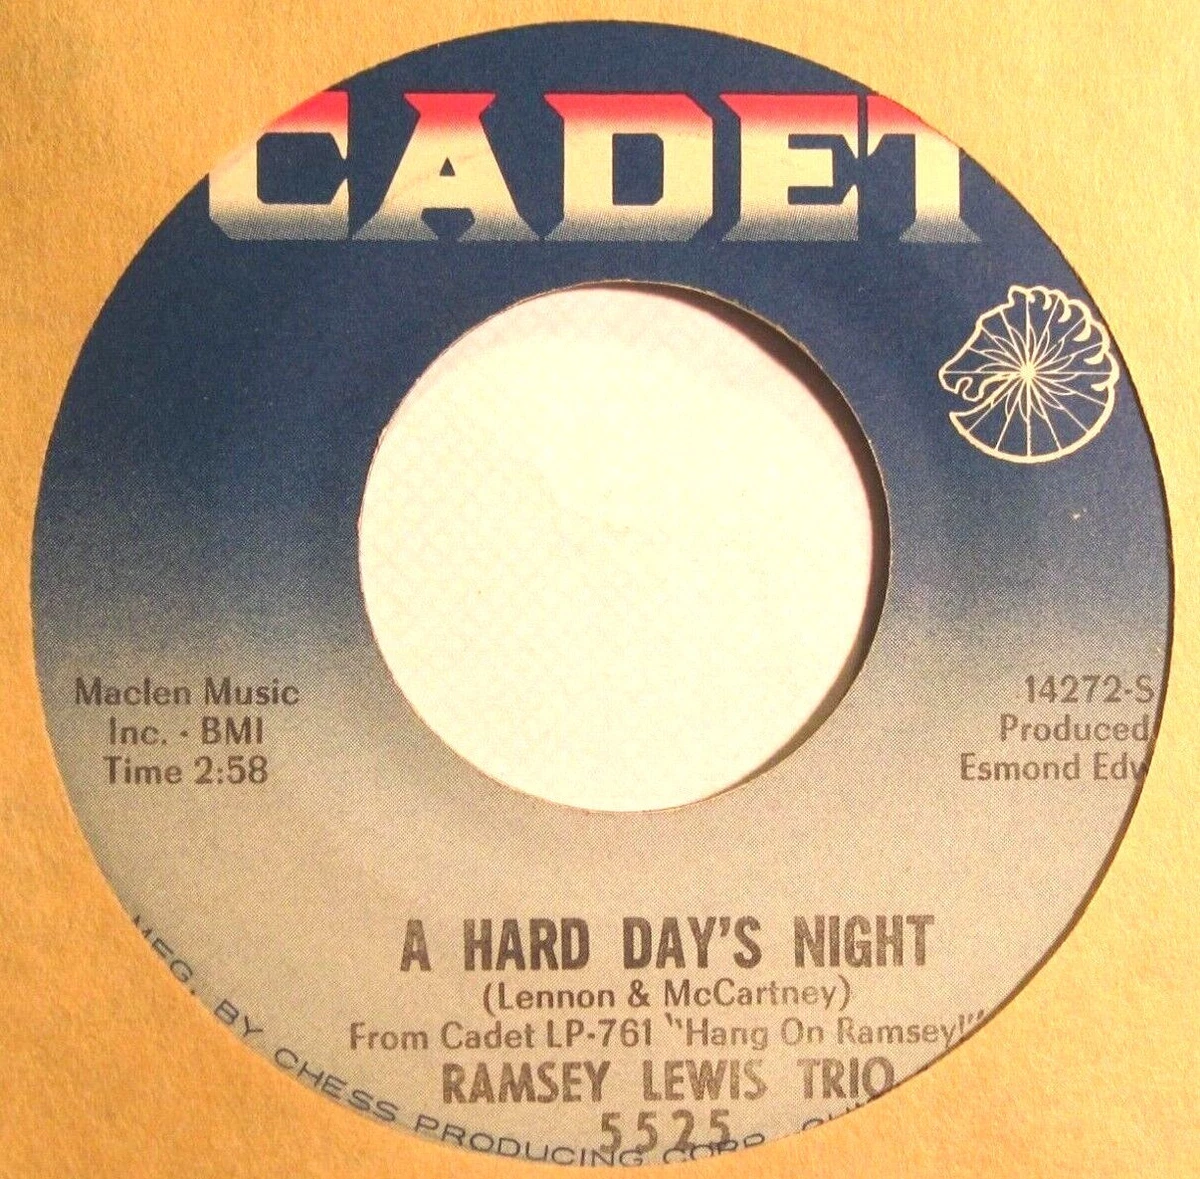 CADET
Maclen Music
Inc. · BMI
Time 2:58
14272-S
Produced
Esmond
A HARD DAY'S NIGHT
(Lennon & McCartney)
From Cadet LP-761 "Hang On Ramsey!"
RAMSEY LEWIS TRIO
5525
MFG. BY CHESS PRODUCING CORP.